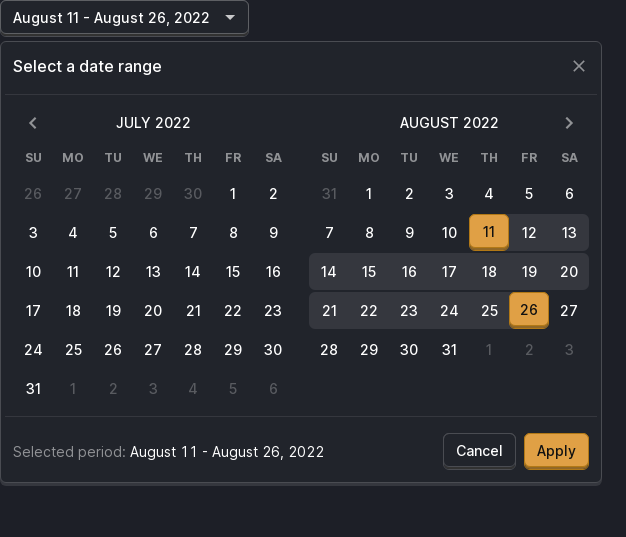 August 11 - August 26, 2022
Select a date range
JULY 2022
SU MO TU WE TH FR SA
26 27 28 29 30 1 2
3 4 5 6 7 8 9
10 11 12 13 14 15 16
17 18 19 20 21 22 23
24 25 26 27 28 29 30
31 1 2 3 4 5 6
AUGUST 2022
SU MO TU WE TH FR SA
31 1 2 3 4 5 6
7 8 9 10 11 12 13
14 15 16 17 18 19 20
21 22 23 24 25 26 27
28 29 30 31 1 2 3
Selected period: August 11 - August 26, 2022
Cancel
Apply